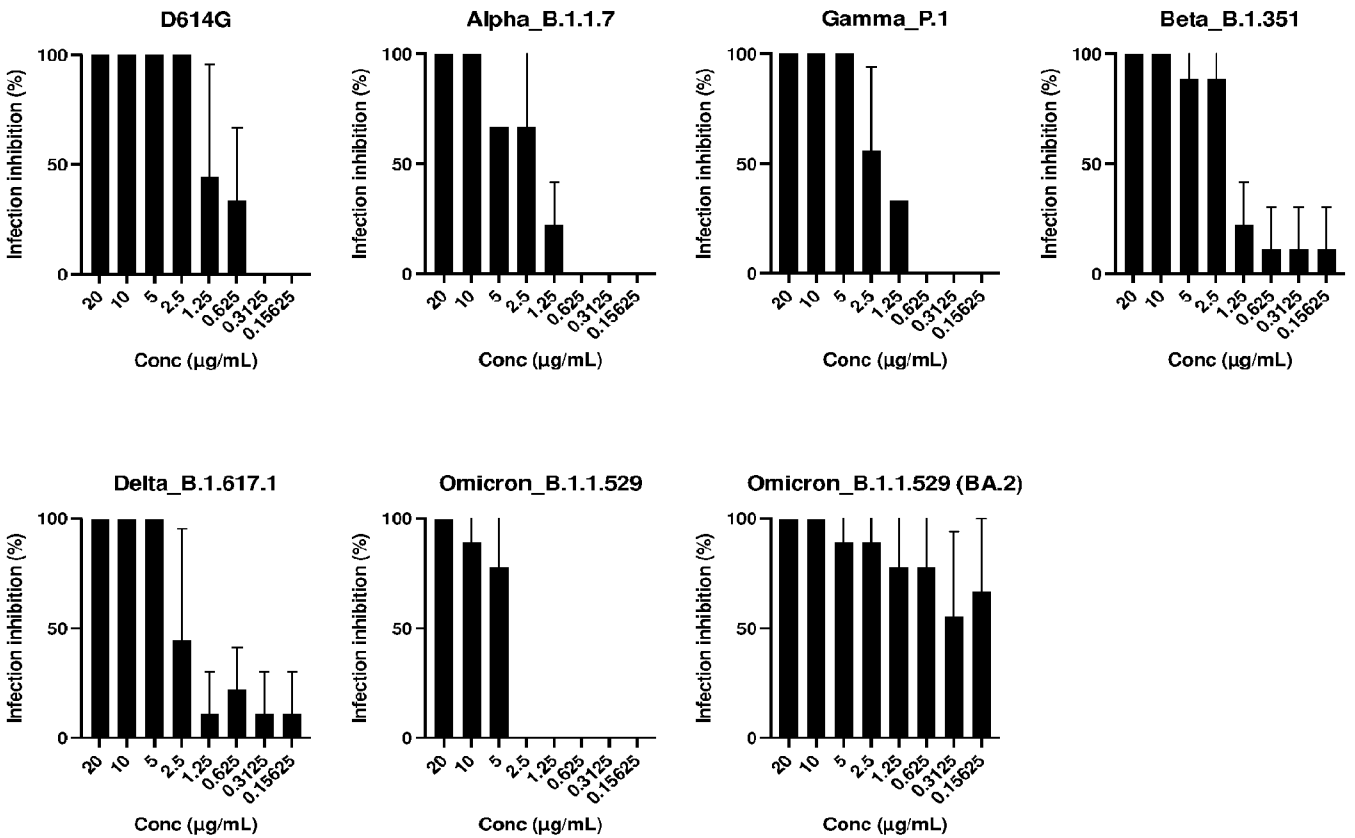 D614G
Infection inhibition (%)
100
50
0
20 10 5 2.5 1.25 0.625 0.3125 0.15625
Conc (μg/mL)
Alpha_B.1.1.7
Infection inhibition (%)
100
50
0
20 10 5 2.5 1.25 0.625 0.3125 0.15625
Conc (μg/mL)
Gamma_P.1
Infection inhibition (%)
100
50
0
20 10 5 2.5 1.25 0.625 0.3125 0.15625
Conc (μg/mL)
Beta_B.1.351
Infection inhibition (%)
100
50
0
20 10 5 2.5 1.25 0.625 0.3125 0.15625
Conc (μg/mL)
Delta_B.1.617.1
Infection inhibition (%)
100
50
0
20 10 5 2.5 1.25 0.625 0.3125 0.15625
Conc (μg/mL)
Omicron_B.1.1.529
Infection inhibition (%)
100
50
0
20 10 5 2.5 1.25 0.625 0.3125 0.15625
Conc (μg/mL)
Omicron_B.1.1.529 (BA.2)
Infection inhibition (%)
100
50
0
20 10 5 2.5 1.25 0.625 0.3125 0.15625
Conc (μg/mL)